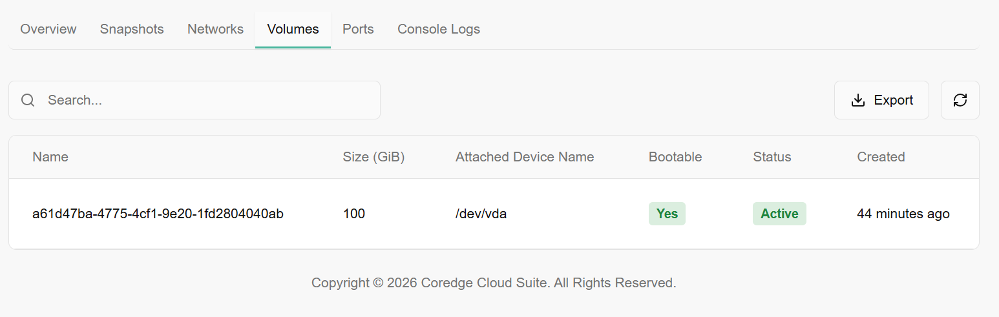 Overview Snapshots Networks Volumes Ports Console Logs
Search... Export
Name Size (GiB) Attached Device Name Bootable Status Created
a61d47ba-4775-4cf1-9e20-1fd2804040ab 100 /dev/vda Yes Active 44 minutes ago
Copyright © 2026 Coredge Cloud Suite. All Rights Reserved.